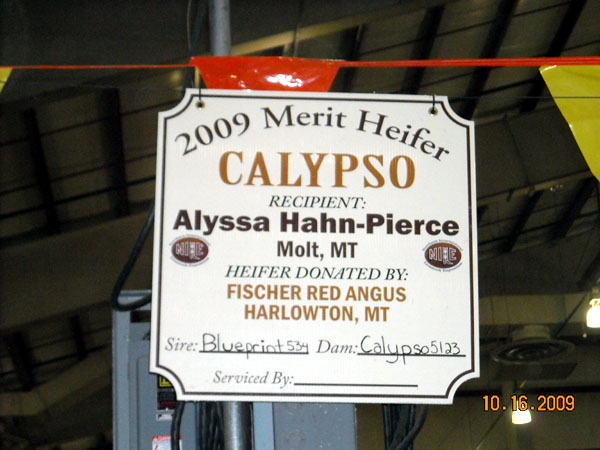 2009 Merit Heifer
CALYPSO
RECIPIENT:
Alyssa Hahn-Pierce
Molt, MT
HEIFER DONATED BY:
FISCHER RED ANGUS
HARLOWTON, MT
Sire: Blueprint 534 Dam: Calypso 5123
Serviced By:
10.16.2009